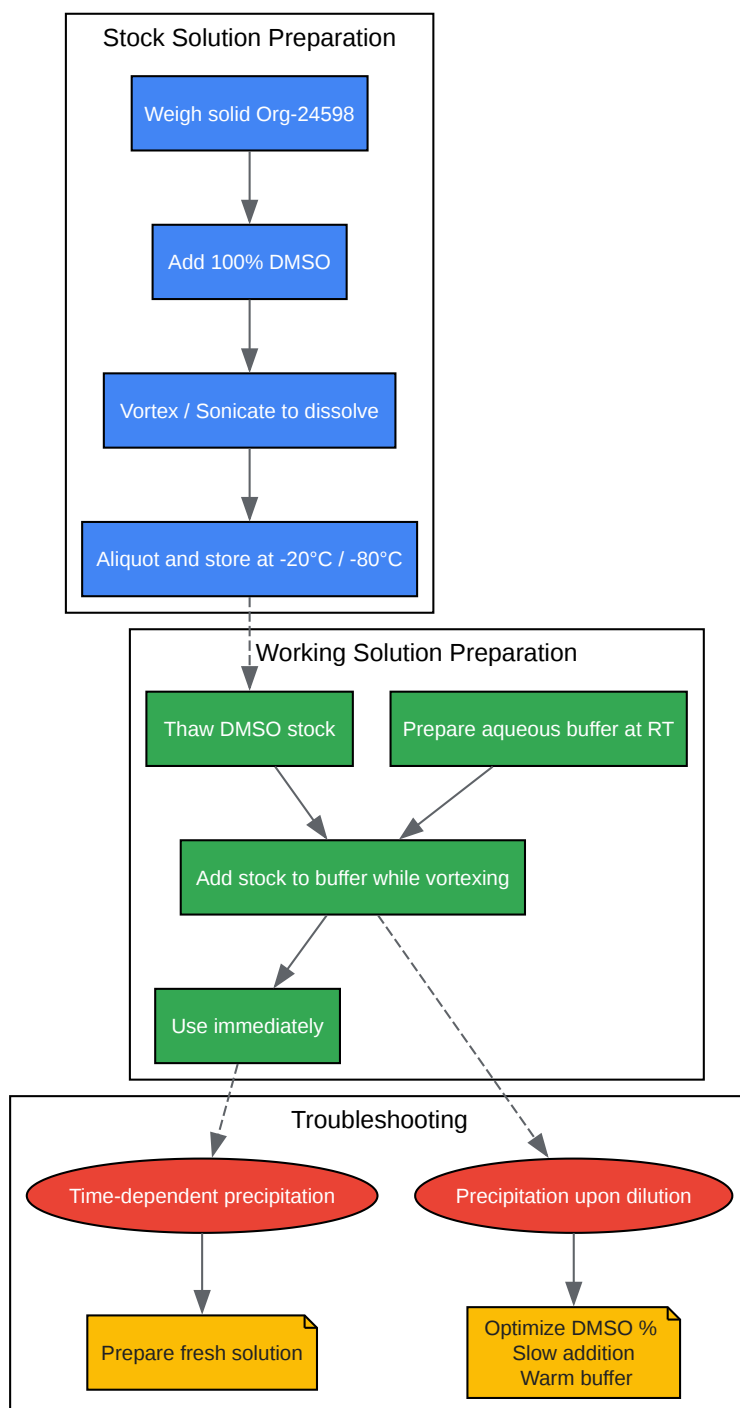 Stock Solution Preparation
Weigh solid Org-24598
Add 100% DMSO
Vortex / Sonicate to dissolve
Aliquot and store at -20°C / -80°C
Working Solution Preparation
Thaw DMSO stock
Prepare aqueous buffer at RT
Add stock to buffer while vortexing
Use immediately
Troubleshooting
Time-dependent precipitation
Precipitation upon dilution
Prepare fresh solution
Optimize DMSO %
Slow addition
Warm buffer